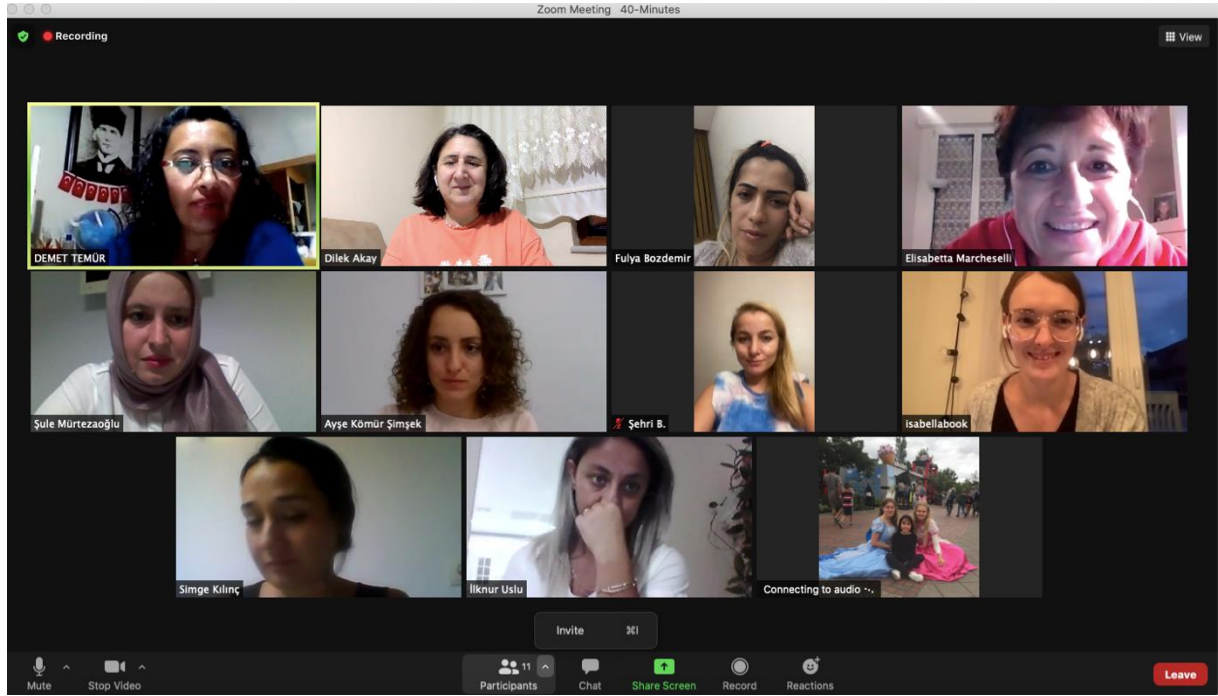 Zoom Meeting 40-Minutes
Recording
View
DEMET TEMÜR
Dilek Akay
Fulya Bozdemir
Elisabetta Marcheselli
Şule Mürtezaoğlu
Ayşe Kömür Şimşek
Şehri B.
isabellabook
Simge Kılınç
İlknur Uslu
Connecting to audio ·.
Invite ⌘I
Mute
Stop Video
11
Participants
Chat
Share Screen
Record
Reactions
Leave